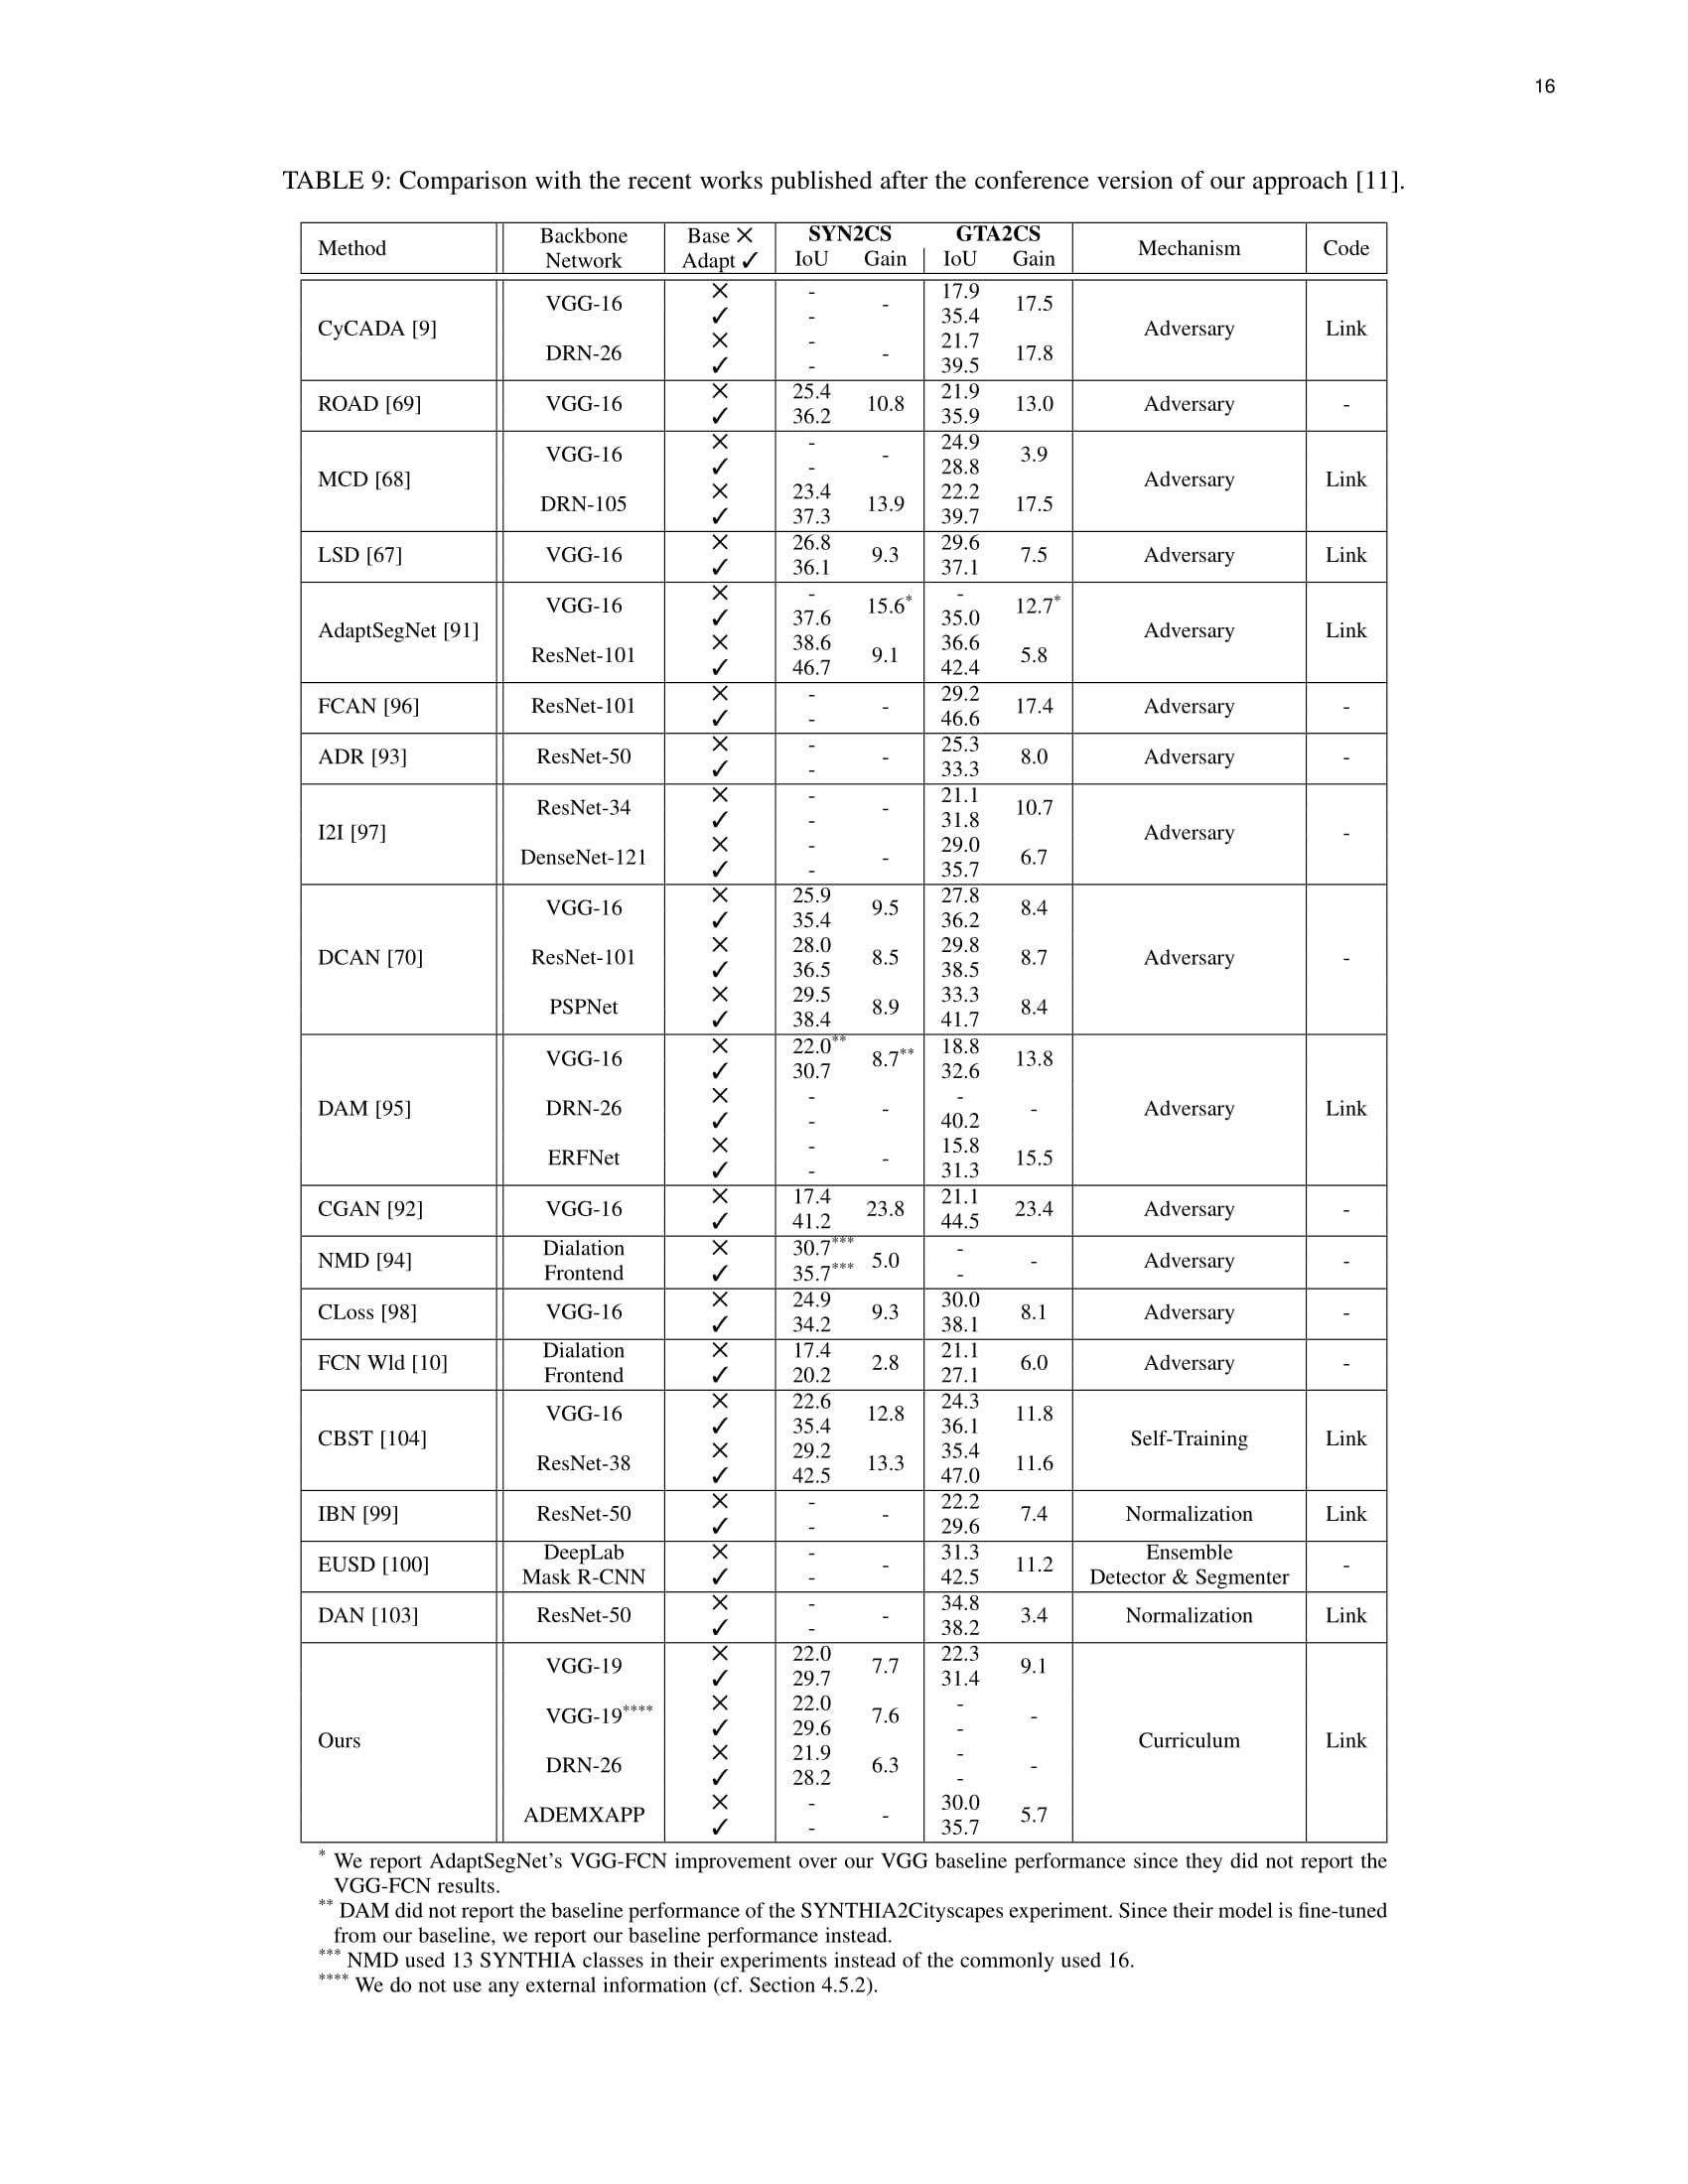 16
TABLE 9: Comparison with the recent works published after the conference version of our approach [11].
Method Backbone Network Base ✕ Adapt ✓ SYN2CS IoU Gain GTA2CS IoU Gain Mechanism Code
CyCADA [9] VGG-16 ✕ - - 17.9 17.5 Adversary Link
✓ - 35.4
DRN-26 ✕ - - 21.7 17.8
✓ - 39.5
ROAD [69] VGG-16 ✕ 25.4 10.8 21.9 13.0 Adversary -
✓ 36.2 35.9
MCD [68] VGG-16 ✕ - - 24.9 3.9 Adversary Link
✓ - 28.8
DRN-105 ✕ 23.4 13.9 22.2 17.5
✓ 37.3 39.7
LSD [67] VGG-16 ✕ 26.8 9.3 29.6 7.5 Adversary Link
✓ 36.1 37.1
AdaptSegNet [91] VGG-16 ✕ - 15.6* - 12.7* Adversary Link
✓ 37.6 35.0
ResNet-101 ✕ 38.6 9.1 36.6 5.8
✓ 46.7 42.4
FCAN [96] ResNet-101 ✕ - - 29.2 17.4 Adversary -
✓ - 46.6
ADR [93] ResNet-50 ✕ - - 25.3 8.0 Adversary -
✓ - 33.3
I2I [97] ResNet-34 ✕ - - 21.1 10.7 Adversary -
✓ - 31.8
DenseNet-121 ✕ - - 29.0 6.7
✓ - 35.7
DCAN [70] VGG-16 ✕ 25.9 9.5 27.8 8.4 Adversary -
✓ 35.4 36.2
ResNet-101 ✕ 28.0 8.5 29.8 8.7
✓ 36.5 38.5
PSPNet ✕ 29.5 8.9 33.3 8.4
✓ 38.4 41.7
DAM [95] VGG-16 ✕ 22.0** 8.7** 18.8 13.8 Adversary Link
✓ 30.7 32.6
DRN-26 ✕ - - - -
✓ - 40.2
ERFNet ✕ - - 15.8 15.5
✓ - 31.3
CGAN [92] VGG-16 ✕ 17.4 23.8 21.1 23.4 Adversary -
✓ 41.2 44.5
NMD [94] Dialation ✕ 30.7*** 5.0 - - Adversary -
Frontend ✓ 35.7*** -
CLoss [98] VGG-16 ✕ 24.9 9.3 30.0 8.1 Adversary -
✓ 34.2 38.1
FCN Wld [10] Dialation ✕ 17.4 2.8 21.1 6.0 Adversary -
Frontend ✓ 20.2 27.1
CBST [104] VGG-16 ✕ 22.6 12.8 24.3 11.8 Self-Training Link
✓ 35.4 36.1
ResNet-38 ✕ 29.2 13.3 35.4 11.6
✓ 42.5 47.0
IBN [99] ResNet-50 ✕ - - 22.2 7.4 Normalization Link
✓ - 29.6
EUSD [100] DeepLab ✕ - - 31.3 11.2 Ensemble -
Mask R-CNN ✓ - 42.5 Detector & Segmenter
DAN [103] ResNet-50 ✕ - - 34.8 3.4 Normalization Link
✓ - 38.2
Ours VGG-19 ✕ 22.0 7.7 22.3 9.1 Curriculum Link
✓ 29.7 31.4
VGG-19**** ✕ 22.0 7.6 - -
✓ 29.6 -
DRN-26 ✕ 21.9 6.3 - -
✓ 28.2 -
ADEMXAPP ✕ - - 30.0 5.7
✓ - 35.7
* We report AdaptSegNet's VGG-FCN improvement over our VGG baseline performance since they did not report the
VGG-FCN results.
** DAM did not report the baseline performance of the SYNTHIA2Cityscapes experiment. Since their model is fine-tuned
from our baseline, we report our baseline performance instead.
*** NMD used 13 SYNTHIA classes in their experiments instead of the commonly used 16.
**** We do not use any external information (cf. Section 4.5.2).